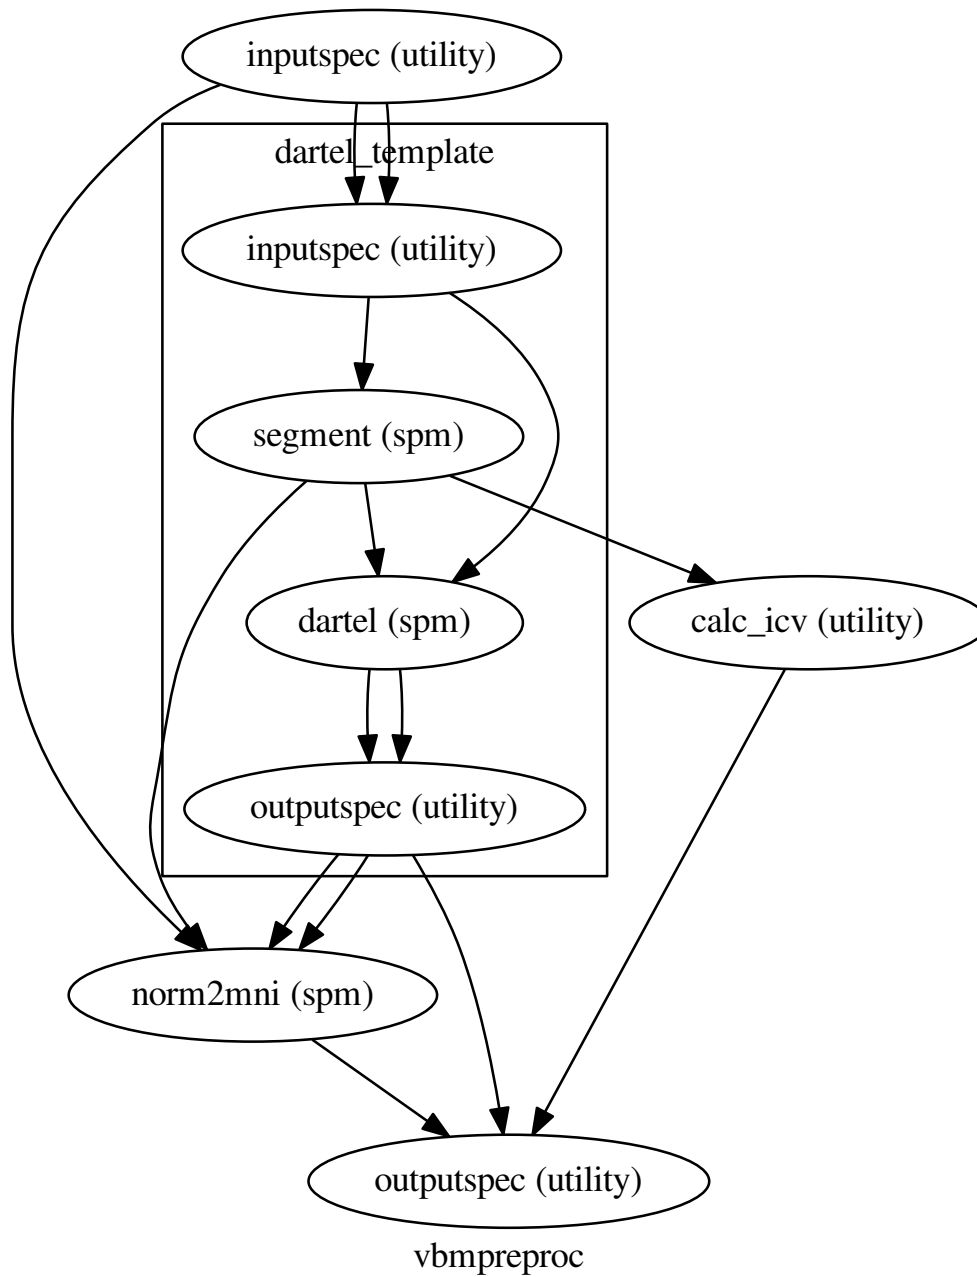 inputspec (utility)
dartel_template
inputspec (utility)
segment (spm)
dartel (spm)
calc_icv (utility)
outputspec (utility)
norm2mni (spm)
outputspec (utility)
vbmpreproc